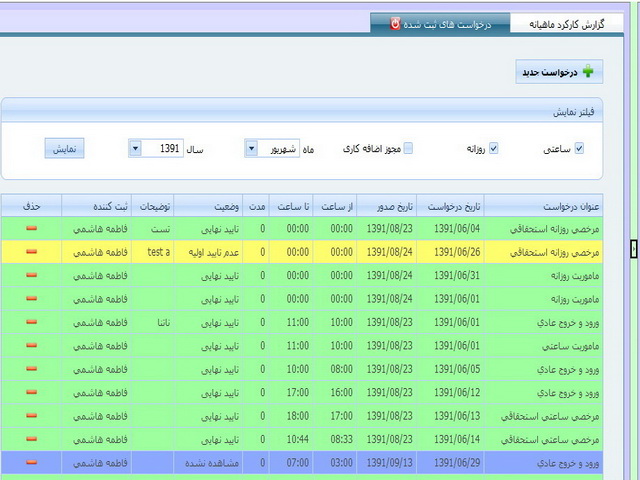 گزارش کارکرد ماهیانه درخواست های ثبت شده
درخواست جدید
فیلتر نمایش
ساعتی روزانه مجوز اضافه کاری ماه شهریور سال 1391 نمایش
عنوان درخواست تاریخ درخواست تاریخ صدور از ساعت تا ساعت مدت وضعیت توضیحات ثبت کننده حذف
مرخصی روزانه استحقاقی 1391/06/04 1391/08/23 00:00 00:00 0 تایید نهایی تست فاطمه هاشمی
مرخصی روزانه استحقاقی 1391/06/26 1391/08/24 00:00 00:00 0 عدم تایید اولیه test a فاطمه هاشمی
ماموریت روزانه 1391/06/31 1391/08/24 00:00 00:00 0 تایید نهایی فاطمه هاشمی
ماموریت روزانه 1391/06/01 1391/08/24 00:00 00:00 0 تایید نهایی فاطمه هاشمی
ورود و خروج عادي 1391/06/01 1391/08/23 10:00 11:00 0 تایید نهایی تاتنا فاطمه هاشمی
ماموریت ساعتی 1391/06/01 1391/08/23 10:00 11:00 0 تایید نهایی فاطمه هاشمی
ورود و خروج عادي 1391/06/05 1391/08/23 08:00 10:00 0 تایید نهایی فاطمه هاشمی
ورود و خروج عادي 1391/06/12 1391/08/23 16:00 17:00 0 تایید نهایی فاطمه هاشمی
مرخصی ساعتی استحقاقی 1391/06/13 1391/08/23 17:00 18:00 0 تایید نهایی فاطمه هاشمی
مرخصی ساعتی استحقاقی 1391/06/14 1391/08/23 08:33 10:44 0 تایید نهایی فاطمه هاشمی
ورود و خروج عادي 1391/06/29 1391/09/13 03:00 07:00 0 مشاهده نشده فاطمه هاشمی